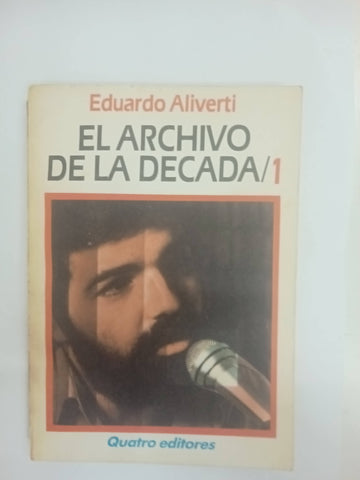 Eduardo Aliverti
EL ARCHIVO
DE LA DECADA/1
Quatro editores